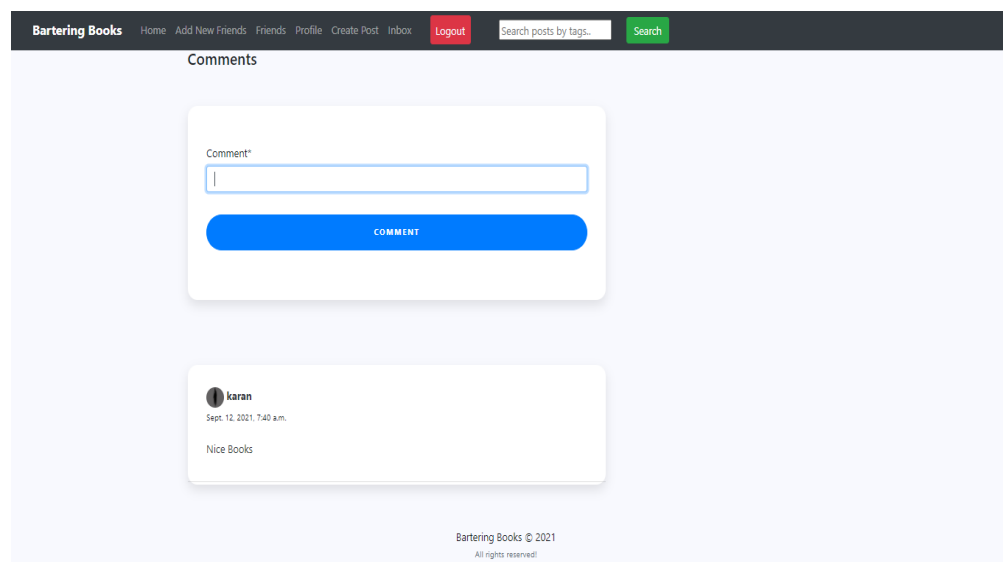 Bartering Books Home Add New Friends Friends Profile Create Post Inbox Logout Search posts by tags.. Search
Comments
Comment*
COMMENT
karan
Sept. 12, 2021, 7:40 a.m.
Nice Books
Bartering Books © 2021
All rights reserved!